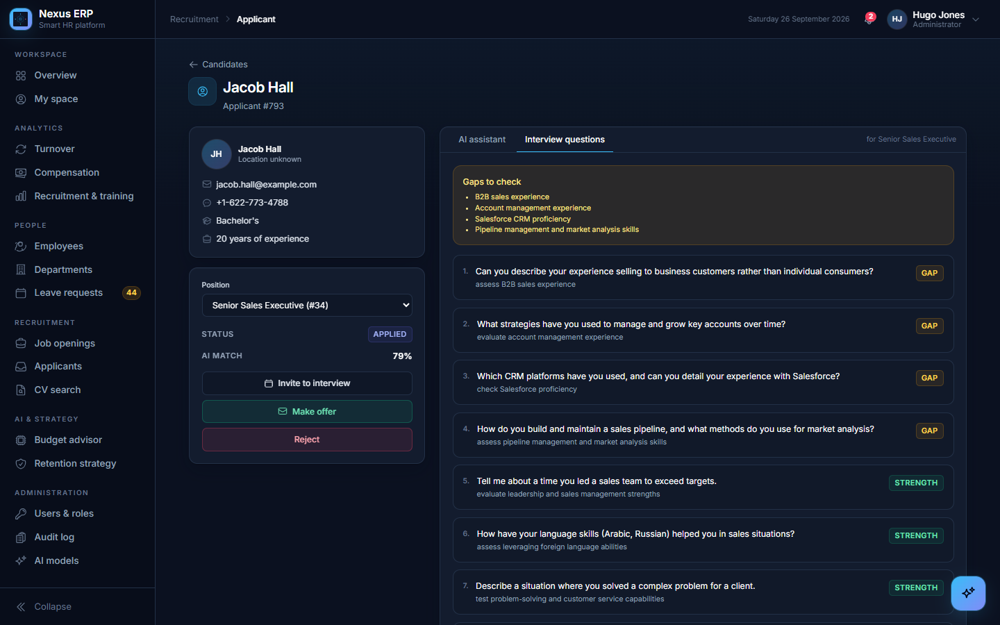 Nexus ERP
Smart HR platform
WORKSPACE
Overview
My space
ANALYTICS
Turnover
Compensation
Recruitment & training
PEOPLE
Employees
Departments
Leave requests 44
RECRUITMENT
Job openings
Applicants
CV search
AI & STRATEGY
Budget advisor
Retention strategy
ADMINISTRATION
Users & roles
Audit log
AI models
Collapse
Recruitment Applicant
Saturday 26 September 2026
2
HJ
Hugo Jones
Administrator
Candidates
Jacob Hall
Applicant #793
JH
Jacob Hall
Location unknown
jacob.hall@example.com
+1-622-773-4788
Bachelor's
20 years of experience
Position
Senior Sales Executive (#34)
STATUS APPLIED
AI MATCH 79%
Invite to interview
Make offer
Reject
AI assistant Interview questions for Senior Sales Executive
Gaps to check
• B2B sales experience
• Account management experience
• Salesforce CRM proficiency
• Pipeline management and market analysis skills
1. Can you describe your experience selling to business customers rather than individual consumers? GAP
assess B2B sales experience
2. What strategies have you used to manage and grow key accounts over time? GAP
evaluate account management experience
3. Which CRM platforms have you used, and can you detail your experience with Salesforce? GAP
check Salesforce proficiency
4. How do you build and maintain a sales pipeline, and what methods do you use for market analysis? GAP
assess pipeline management and market analysis skills
5. Tell me about a time you led a sales team to exceed targets. STRENGTH
evaluate leadership and sales management strengths
6. How have your language skills (Arabic, Russian) helped you in sales situations? STRENGTH
assess leveraging foreign language abilities
7. Describe a situation where you solved a complex problem for a client. STRENGTH
test problem-solving and customer service capabilities